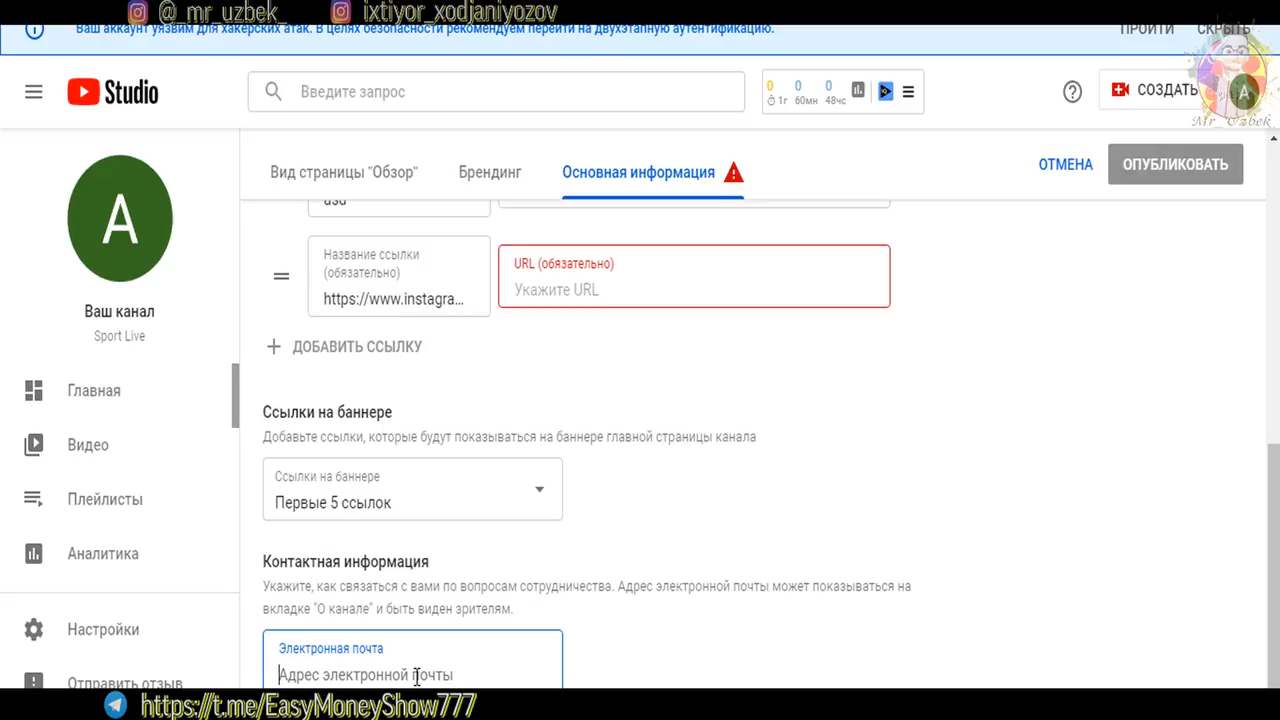 @_mr_uzbek_ ixtiyor_xodjaniyozov
Ваш аккаунт уязвим для хакерских атак. В целях безопасности рекомендуем перейти на двухэтапную аутентификацию. ПРОЙТИ СКРЫТЬ
Studio Введите запрос 0 0 0 1г 60мн 48чс СОЗДАТЬ A
Mr_Uzbek
Вид страницы "Обзор" Брендинг Основная информация ОТМЕНА ОПУБЛИКОВАТЬ
A
asd
Название ссылки
(обязательно)
https://www.instagra...
URL (обязательно)
Укажите URL
Ваш канал
Sport Live
ДОБАВИТЬ ССЫЛКУ
Главная
Видео
Плейлисты
Аналитика
Настройки
Отправить отзыв
Ссылки на баннере
Добавьте ссылки, которые будут показываться на баннере главной страницы канала
Ссылки на баннере
Первые 5 ссылок
Контактная информация
Укажите, как связаться с вами по вопросам сотрудничества. Адрес электронной почты может показываться на
вкладке "О канале" и быть виден зрителям.
Электронная почта
Адрес электронной почты
https://t.me/EasyMoneyShow777